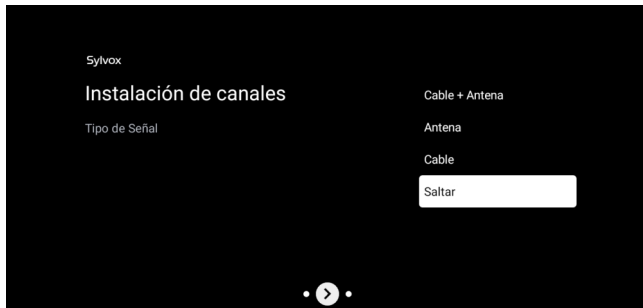 Sylvox
Instalación de canales
Tipo de Señal
Cable + Antena
Antena
Cable
Saltar